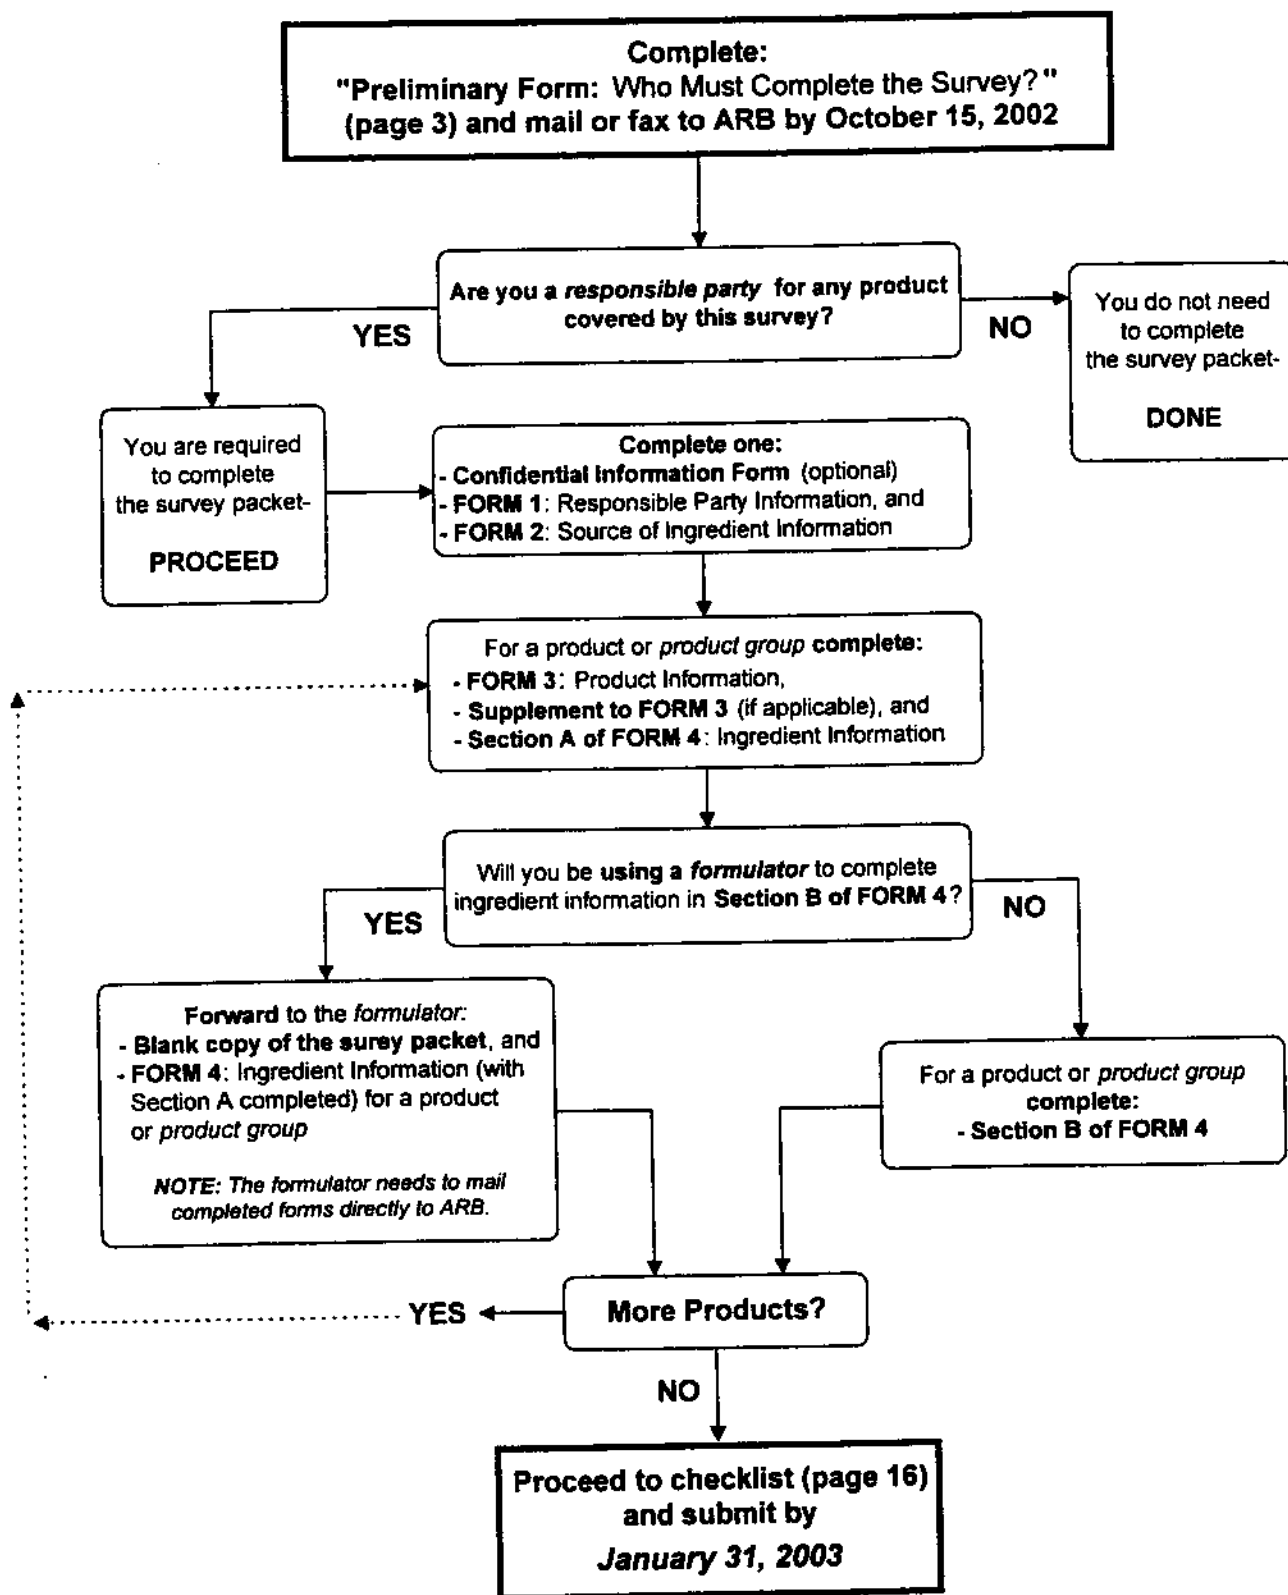 Complete:
"Preliminary Form: Who Must Complete the Survey?"
(page 3) and mail or fax to ARB by October 15, 2002
Are you a responsible party for any product
covered by this survey?
YES
NO
You do not need
to complete
the survey packet-
DONE
You are required
to complete
the survey packet-
PROCEED
Complete one:
- Confidential Information Form (optional)
- FORM 1: Responsible Party Information, and
- FORM 2: Source of Ingredient Information
For a product or product group complete:
- FORM 3: Product Information,
- Supplement to FORM 3 (if applicable), and
- Section A of FORM 4: Ingredient Information
Will you be using a formulator to complete
ingredient information in Section B of FORM 4?
YES
NO
Forward to the formulator:
- Blank copy of the surey packet, and
- FORM 4: Ingredient Information (with
Section A completed) for a product
or product group
NOTE: The formulator needs to mail
completed forms directly to ARB.
For a product or product group
complete:
- Section B of FORM 4
More Products?
YES
NO
Proceed to checklist (page 16)
and submit by
January 31, 2003